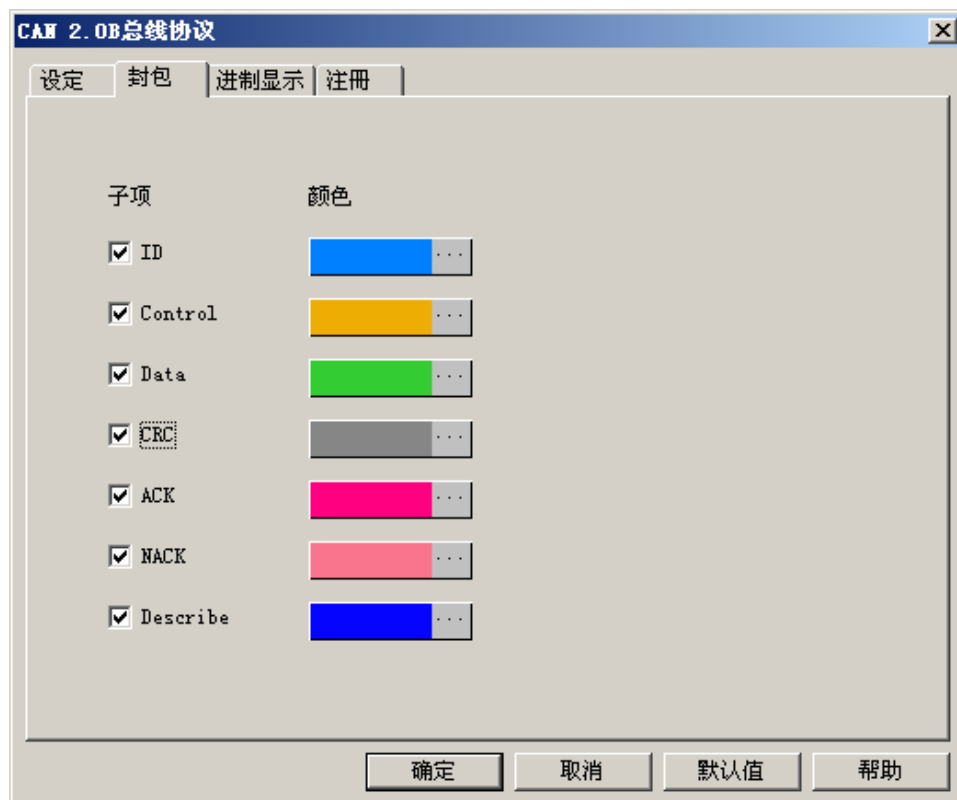 CAN 2.0B总线协议
设定 封包 进制显示 注册
子项 颜色
ID ...
Control ...
Data ...
CRC ...
ACK ...
NACK ...
Describe ...
确定 取消 默认值 帮助